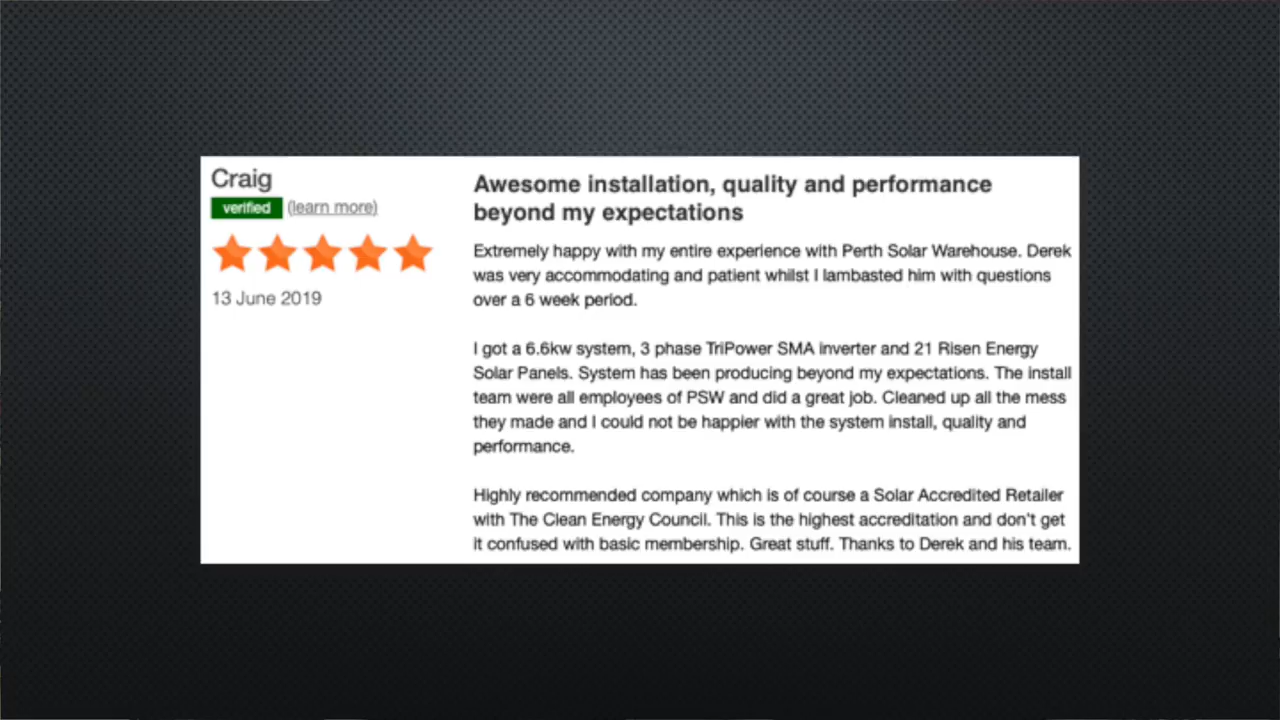 Craig
verified (learn more)
13 June 2019
Awesome installation, quality and performance
beyond my expectations
Extremely happy with my entire experience with Perth Solar Warehouse. Derek
was very accommodating and patient whilst I lambasted him with questions
over a 6 week period.
I got a 6.6kw system, 3 phase TriPower SMA inverter and 21 Risen Energy
Solar Panels. System has been producing beyond my expectations. The install
team were all employees of PSW and did a great job. Cleaned up all the mess
they made and I could not be happier with the system install, quality and
performance.
Highly recommended company which is of course a Solar Accredited Retailer
with The Clean Energy Council. This is the highest accreditation and don't get
it confused with basic membership. Great stuff. Thanks to Derek and his team.